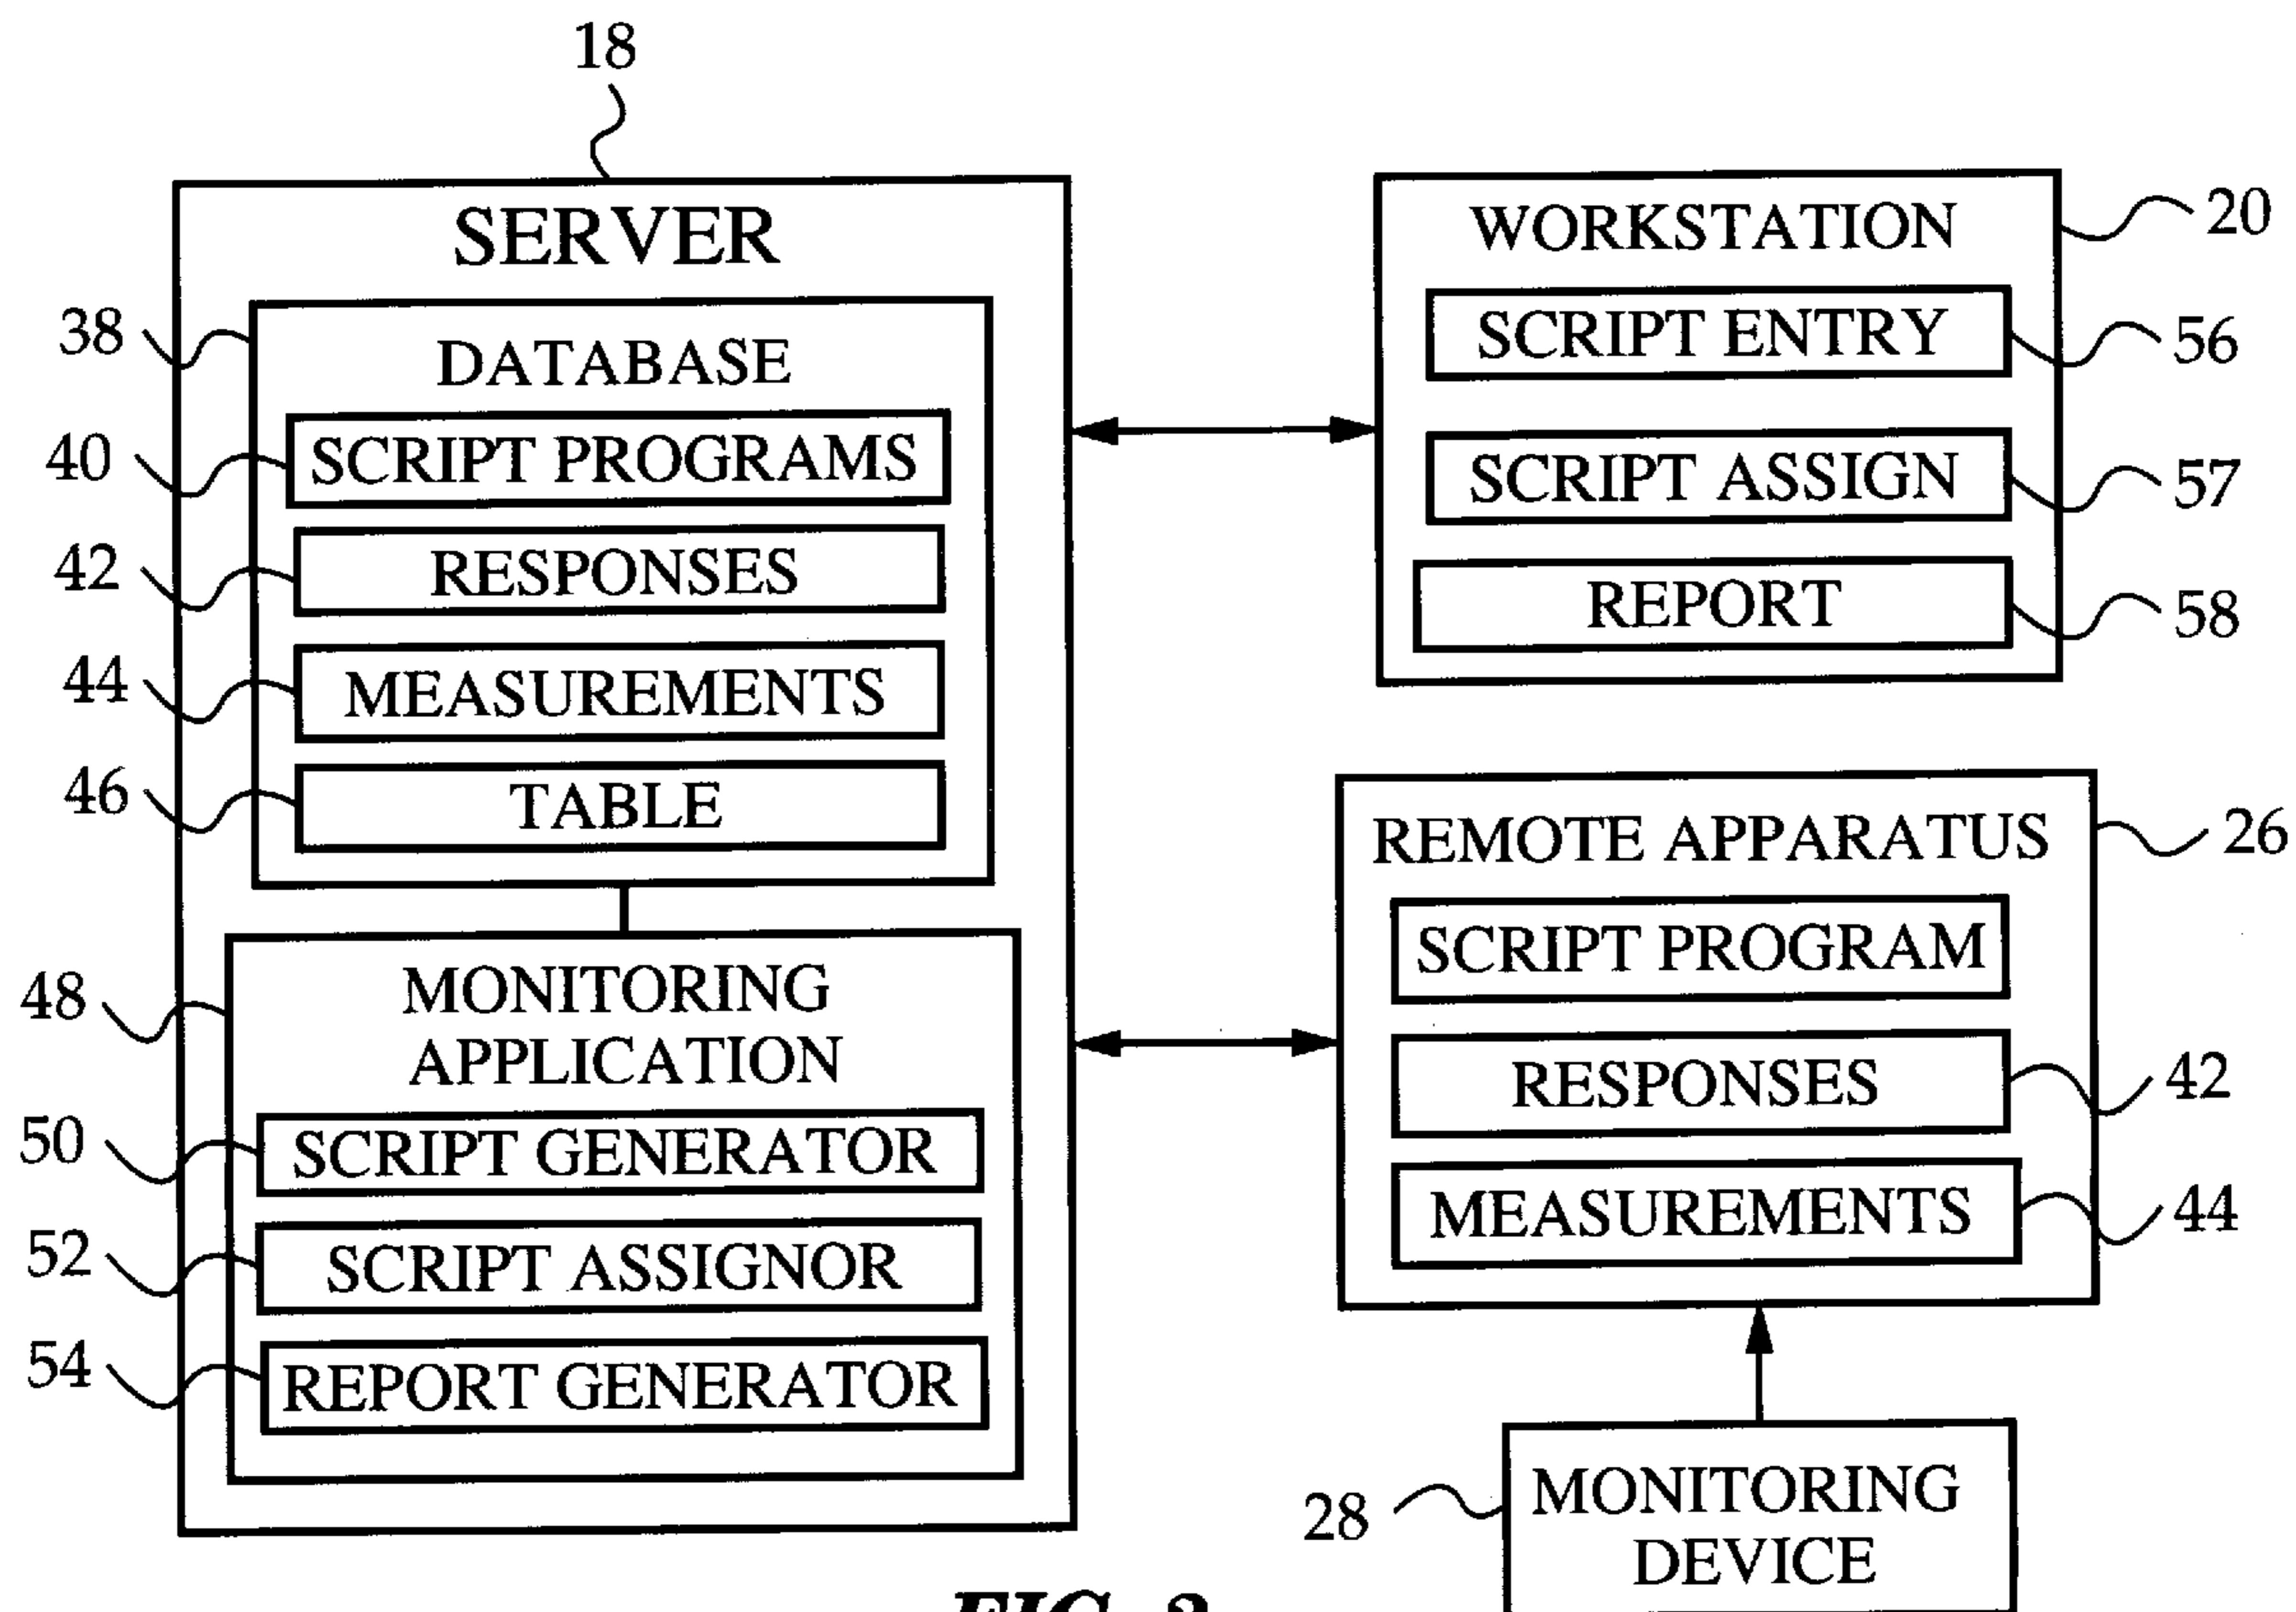 18
SERVER
38
DATABASE
40
SCRIPT PROGRAMS
42
RESPONSES
44
MEASUREMENTS
46
TABLE
48
MONITORING
APPLICATION
50
SCRIPT GENERATOR
52
SCRIPT ASSIGNOR
54
REPORT GENERATOR
WORKSTATION
20
SCRIPT ENTRY
56
SCRIPT ASSIGN
57
REPORT
58
REMOTE APPARATUS
26
SCRIPT PROGRAM
RESPONSES
42
MEASUREMENTS
44
28
MONITORING
DEVICE
FIG.